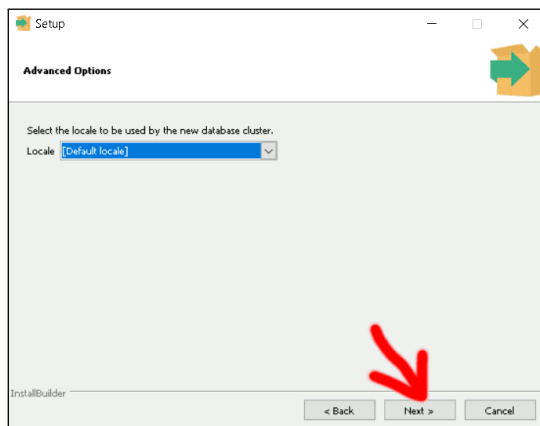 Setup
Advanced Options
Select the locale to be used by the new database cluster.
Locale [Default locale]
InstallBuilder
< Back Next > Cancel